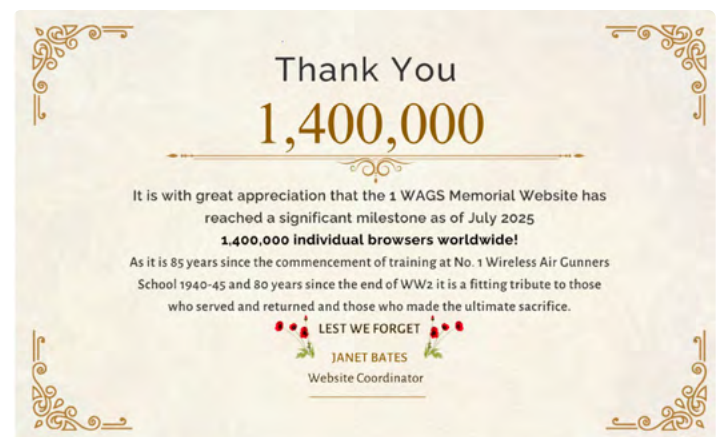 Thank You
1,400,000
It is with great appreciation that the 1 WAGS Memorial Website has
reached a significant milestone as of July 2025
1,400,000 individual browsers worldwide!
As it is 85 years since the commencement of training at No. 1 Wireless Air Gunners
School 1940-45 and 80 years since the end of WW2 it is a fitting tribute to those
who served and returned and those who made the ultimate sacrifice.
LEST WE FORGET
JANET BATES
Website Coordinator